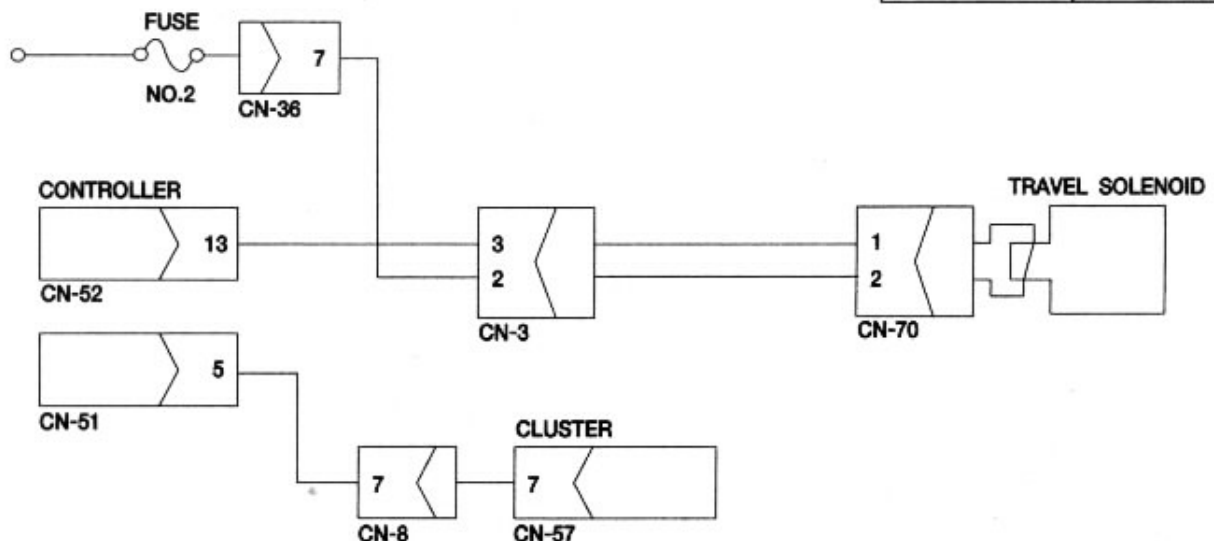 FUSE
7
NO.2
CN-36
CONTROLLER
13
CN-52
3
2
CN-3
1
2
CN-70
TRAVEL SOLENOID
5
CN-51
7
CN-8
CLUSTER
7
CN-57